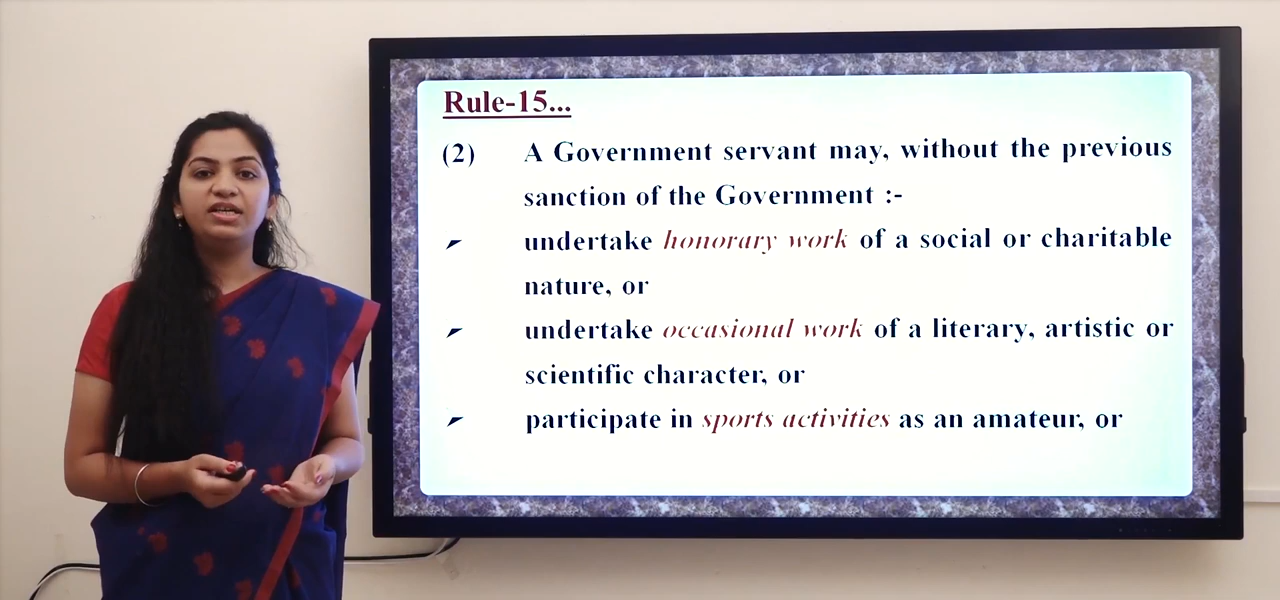 Rule-15...
(2) A Government servant may, without the previous
sanction of the Government :-
undertake honorary work of a social or charitable
nature, or
undertake occasional work of a literary, artistic or
scientific character, or
participate in sports activities as an amateur, or